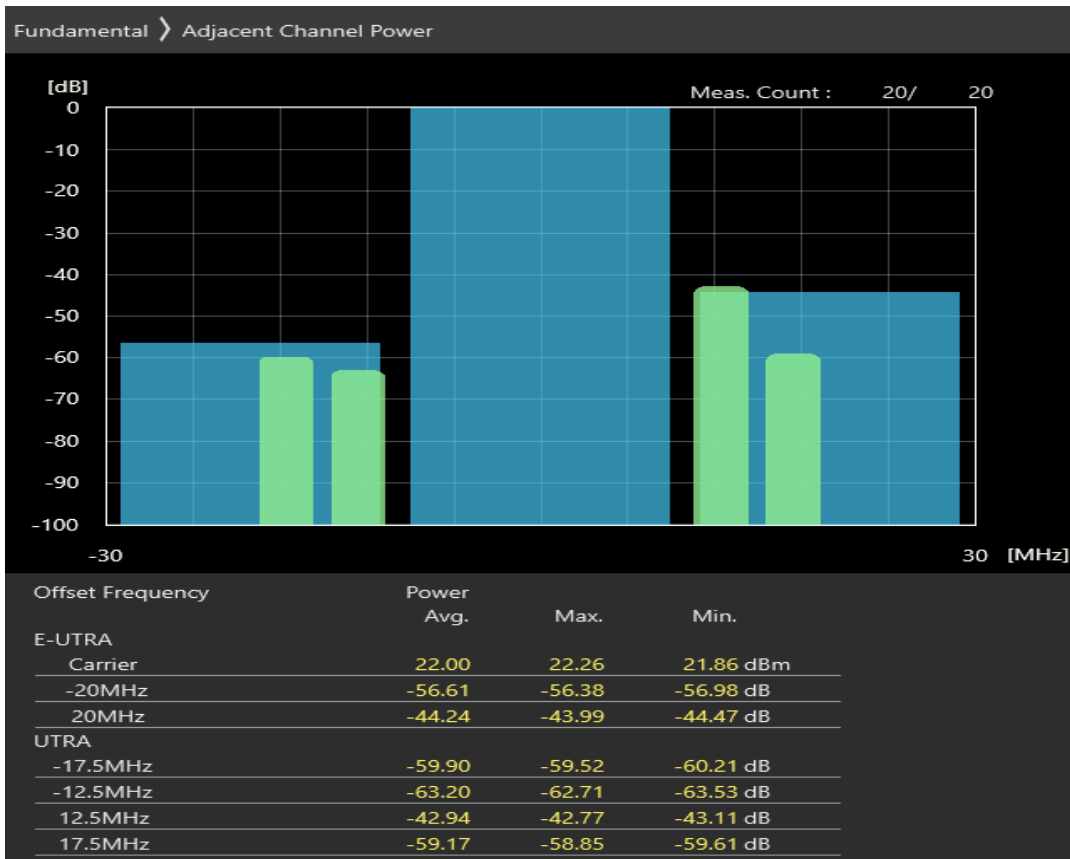 Fundamental 〉 Adjacent Channel Power
[dB]
Meas. Count : 20/ 20
0
-10
-20
-30
-40
-50
-60
-70
-80
-90
-100
-30 30 [MHz]
Offset Frequency Power
Avg. Max. Min.
E-UTRA
Carrier 22.00 22.26 21.86 dBm
-20MHz -56.61 -56.38 -56.98 dB
20MHz -44.24 -43.99 -44.47 dB
UTRA
-17.5MHz -59.90 -59.52 -60.21 dB
-12.5MHz -63.20 -62.71 -63.53 dB
12.5MHz -42.94 -42.77 -43.11 dB
17.5MHz -59.17 -58.85 -59.61 dB